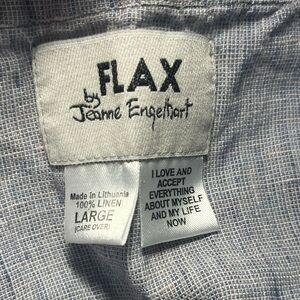 FLAX
by
Jeanne Engelhart
Made in Lithuania
100% LINEN
LARGE
(CARE OVER)
I LOVE AND
ACCEPT
EVERYTHING
ABOUT MYSELF
AND MY LIFE
NOW